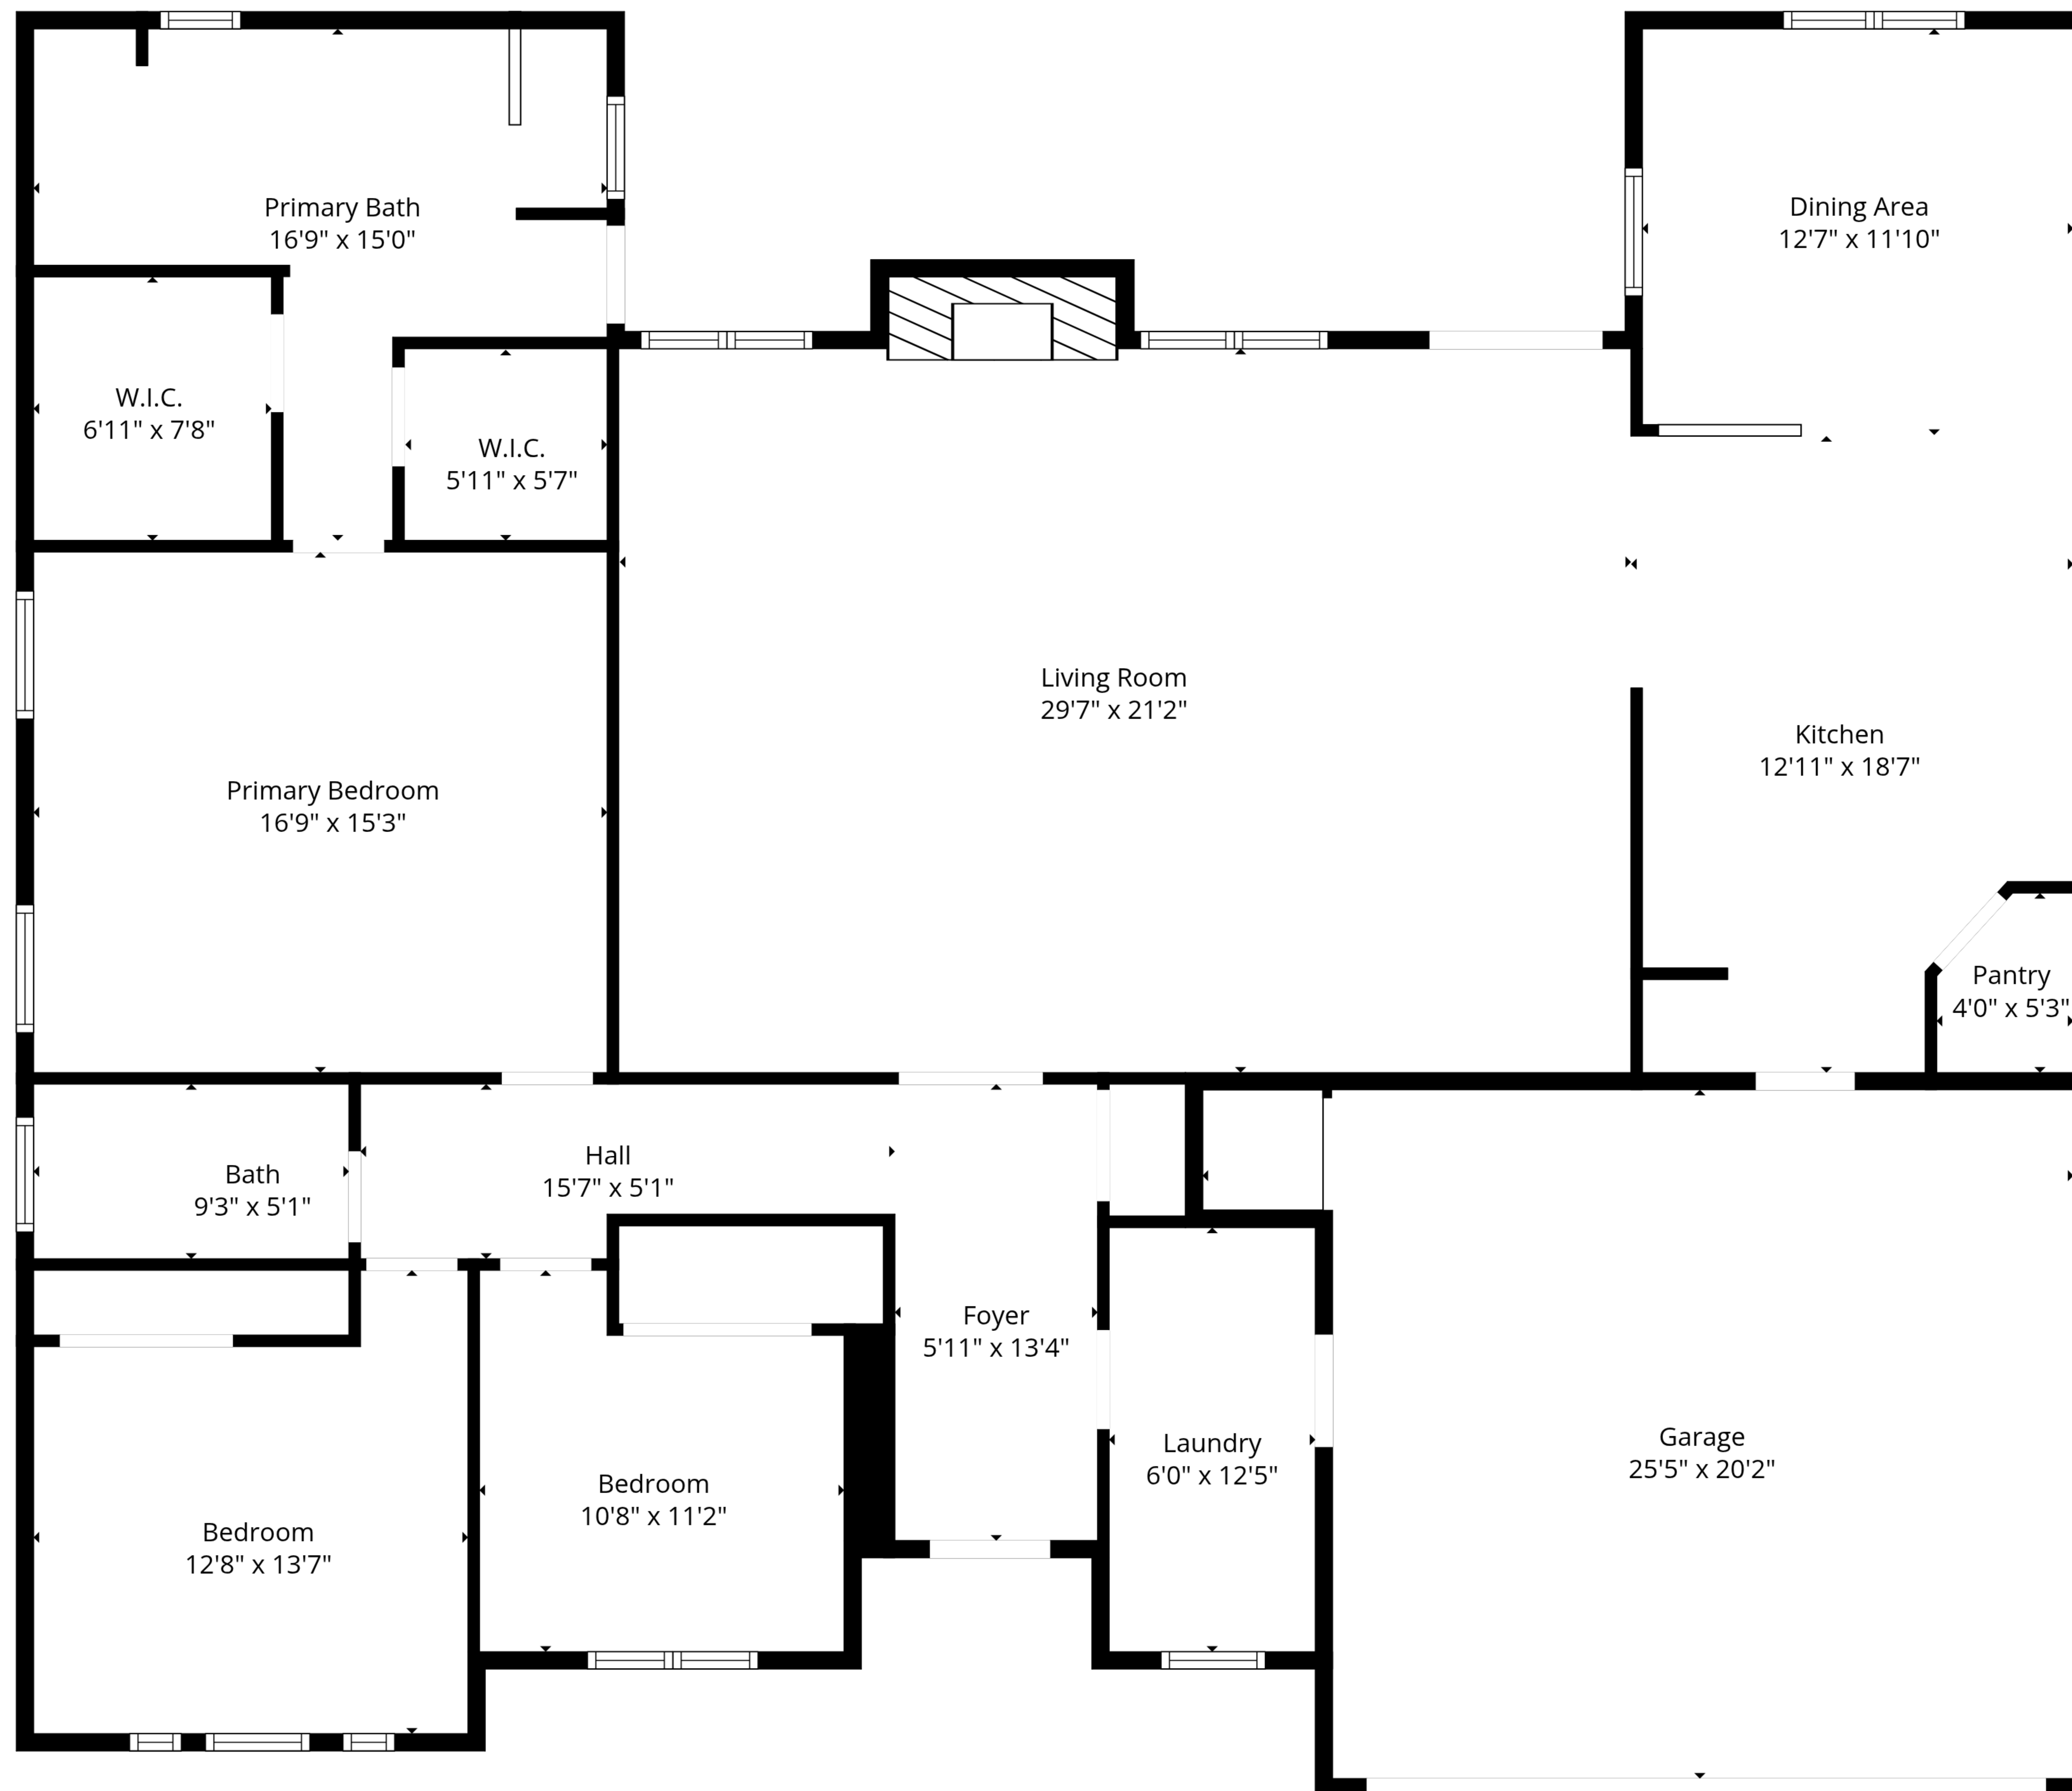 Primary Bath
16'9" x 15'0"
Dining Area
12'7" x 11'10"
W.I.C.
6'11" x 7'8"
W.I.C.
5'11" x 5'7"
Living Room
29'7" x 21'2"
Kitchen
12'11" x 18'7"
Primary Bedroom
16'9" x 15'3"
Pantry
4'0" x 5'3"
Hall
15'7" x 5'1"
Bath
9'3" x 5'1"
Foyer
5'11" x 13'4"
Laundry
6'0" x 12'5"
Garage
25'5" x 20'2"
Bedroom
10'8" x 11'2"
Bedroom
12'8" x 13'7"